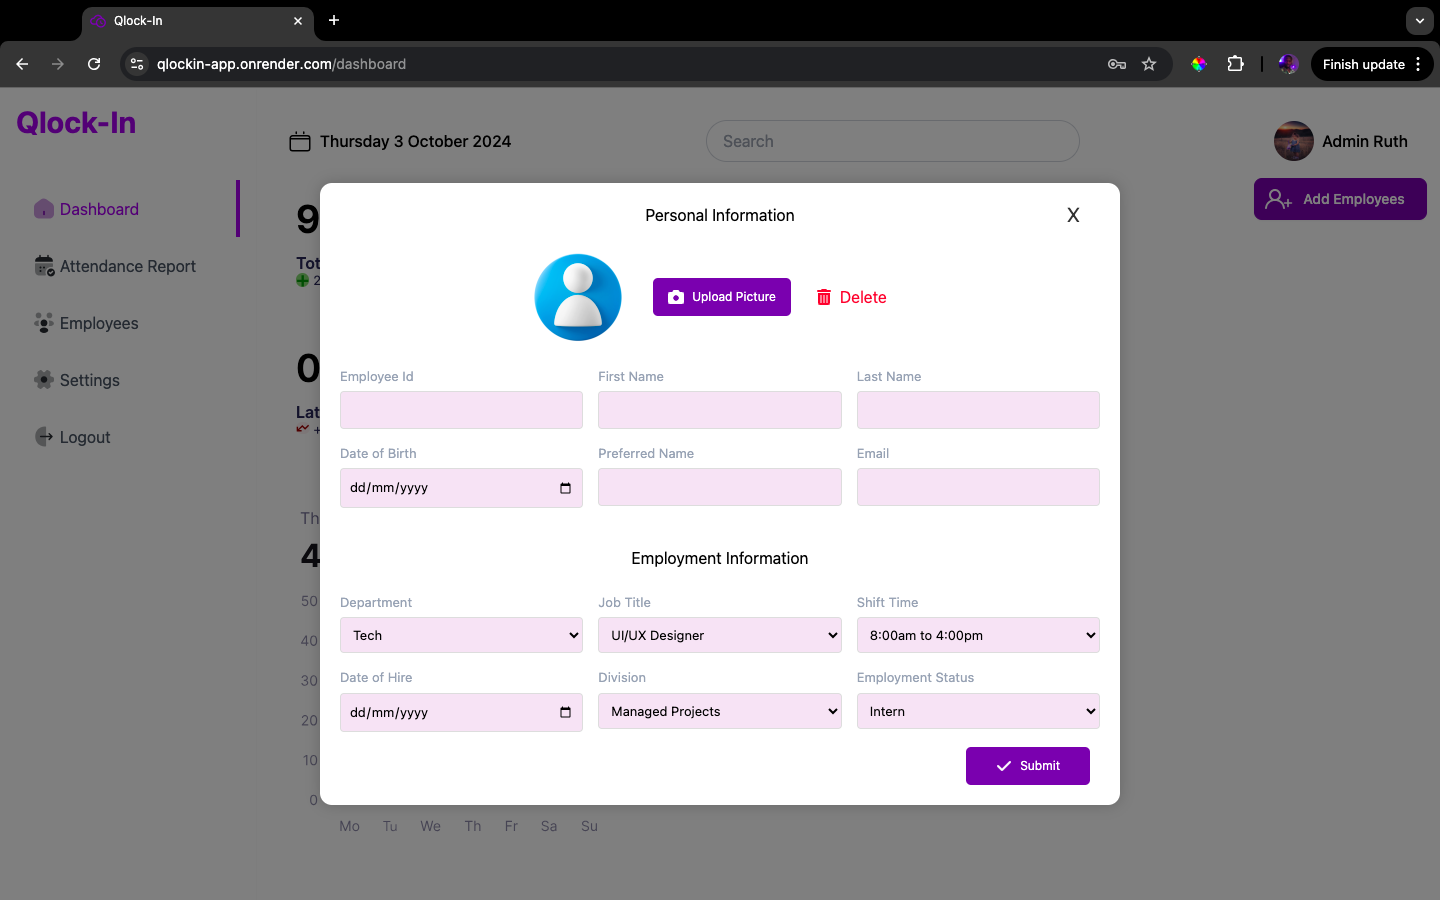 Qlock-In
qlockin-app.onrender.com/dashboard
Finish update
Qlock-In
Thursday 3 October 2024
Search
Admin Ruth
Add Employees
Dashboard
Attendance Report
Employees
Settings
Logout
9
Tot
2
0
Lat
+
Th
4
50
40
30
20
10
0
Mo Tu We Th Fr Sa Su
Personal Information
X
Upload Picture
Delete
Employee Id First Name Last Name
Date of Birth Preferred Name Email
dd/mm/yyyy
Employment Information
Department Job Title Shift Time
Tech UI/UX Designer 8:00am to 4:00pm
Date of Hire Division Employment Status
dd/mm/yyyy Managed Projects Intern
Submit